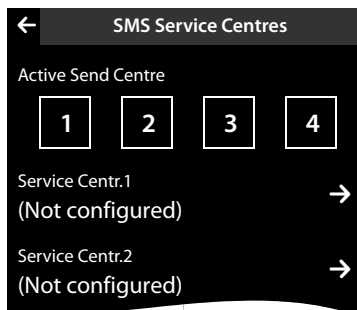 SMS Service Centres
Active Send Centre
1 2 3 4
Service Centr.1
(Not configured)
Service Centr.2
(Not configured)